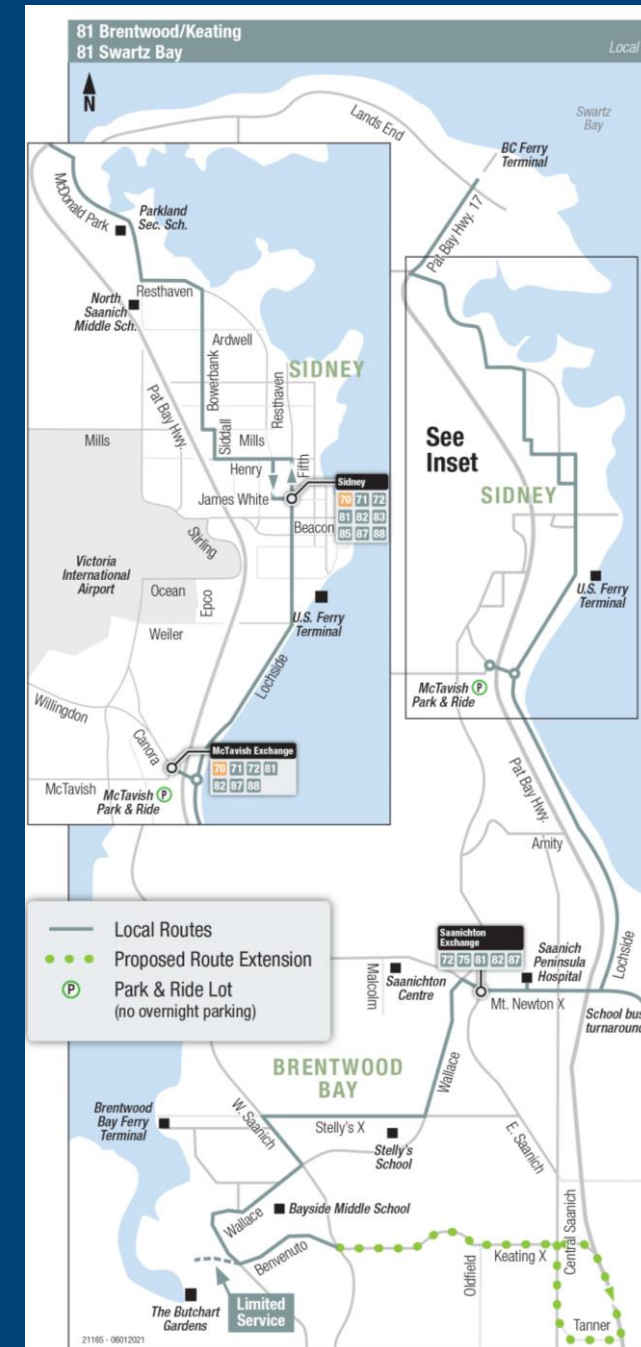 81 Brentwood/Keating
81 Swartz Bay
Local
N
Lands End
Swartz
Bay
BC Ferry
Terminal
Pat Bay Hwy. 17
McDonald Park
Parkland
Sec. Sch.
Resthaven
North
Saanich
Middle Sch.
Ardwell
SIDNEY
Bowerbank
Resthaven
Pat Bay Hwy.
Siddall
Mills
Mills
Henry
Fifth
James White
Sidney
70 71 72
81 82 83
85 87 88
Beacon
Stirling
Victoria
International
Airport
Ocean
Epco
Weiler
U.S. Ferry
Terminal
Lochside
Willingdon
Canora
McTavish Exchange
70 71 72 81
82 87 88
McTavish
McTavish P
Park & Ride
See
Inset
SIDNEY
U.S. Ferry
Terminal
McTavish P
Park & Ride
Pat Bay Hwy.
Amity
Lochside
Local Routes
Proposed Route Extension
P Park & Ride Lot
(no overnight parking)
Saanichton
Exchange
72 75 81 82 87
Saanich
Peninsula
Hospital
Malcolm
Saanichton
Centre
Mt. Newton X
School bus
turnaround
BRENTWOOD
BAY
Wallace
Brentwood
Bay Ferry
Terminal
W. Saanich
Stelly's X
Stelly's
School
E. Saanich
Wallace
Bayside Middle School
Benvenuto
Oldfield
Keating X
Central Saanich
The Butchart
Gardens
Limited
Service
Tanner
21165 - 06012021